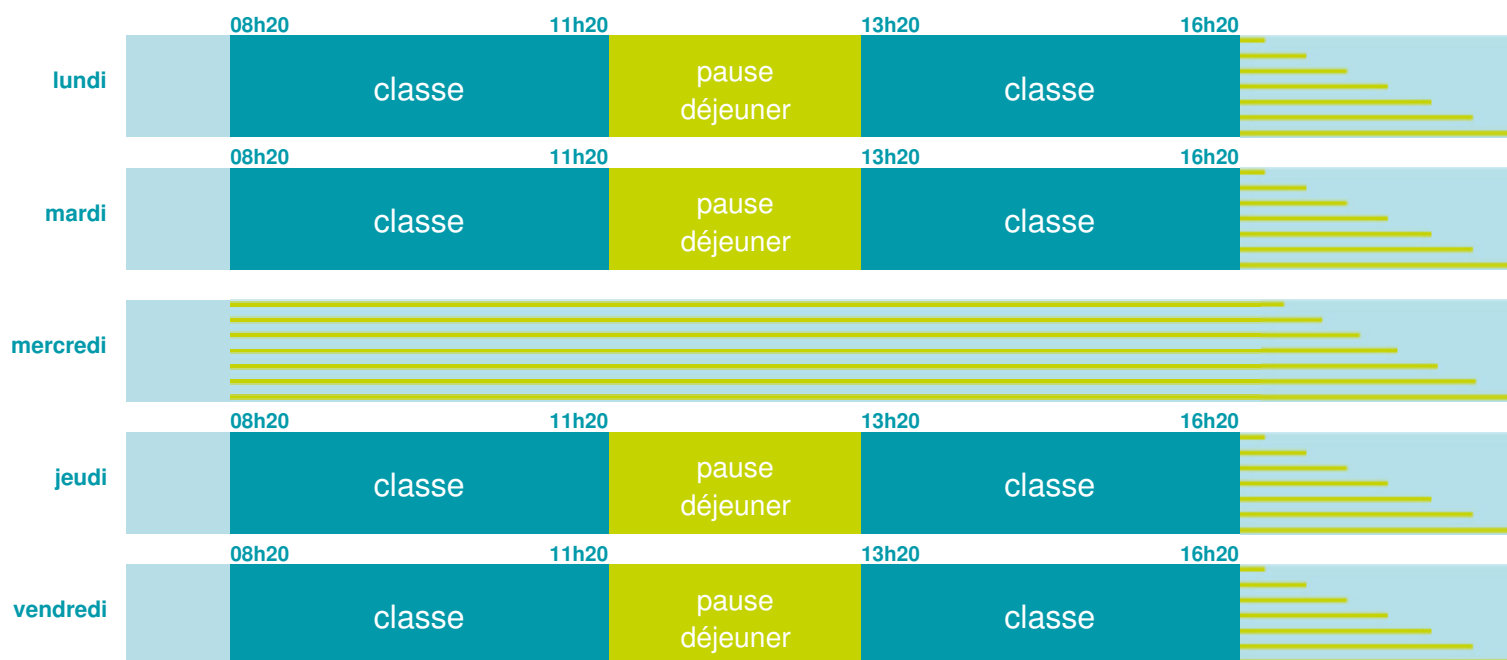 08h20 11h20 13h20 16h20
lundi classe pause déjeuner classe
08h20 11h20 13h20 16h20
mardi classe pause déjeuner classe
mercredi
08h20 11h20 13h20 16h20
jeudi classe pause déjeuner classe
08h20 11h20 13h20 16h20
vendredi classe pause déjeuner classe